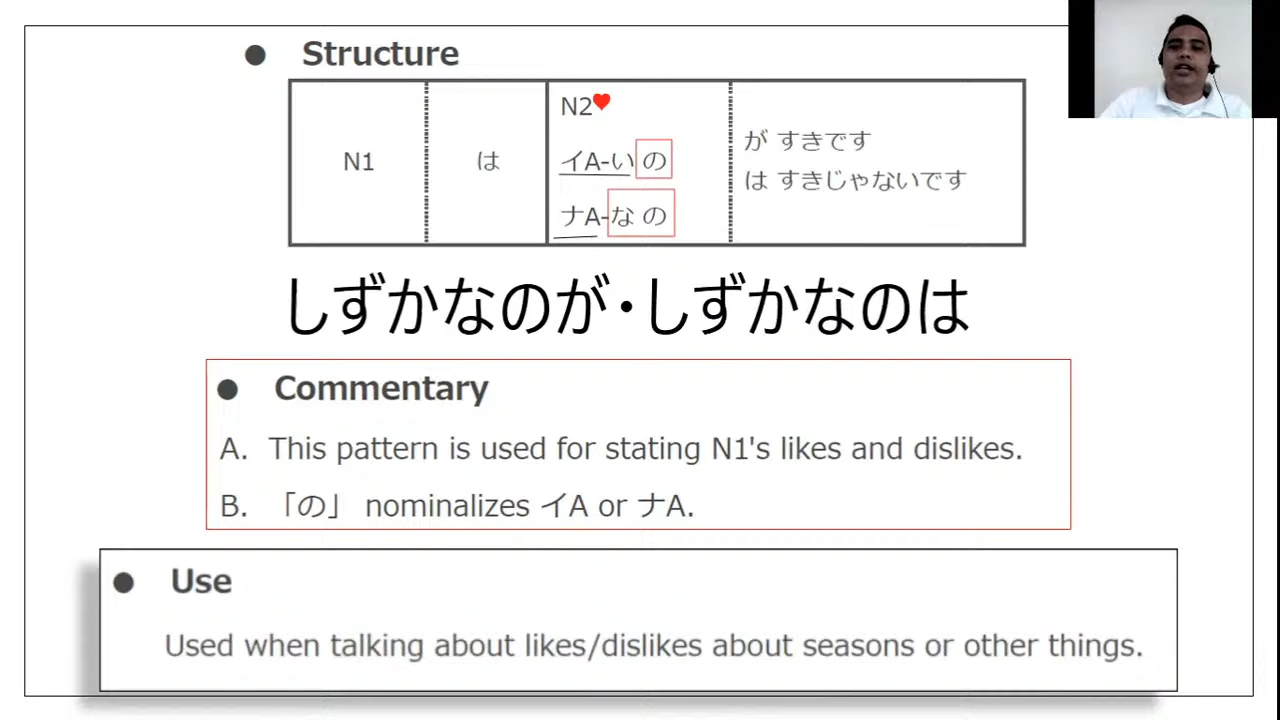 ● Structure
N1 は N2 が すきです
イA-い の は すきじゃないです
ナA-な の
しずかなのが・しずかなのは
● Commentary
A. This pattern is used for stating N1's likes and dislikes.
B. 「の」 nominalizes イA or ナA.
● Use
Used when talking about likes/dislikes about seasons or other things.